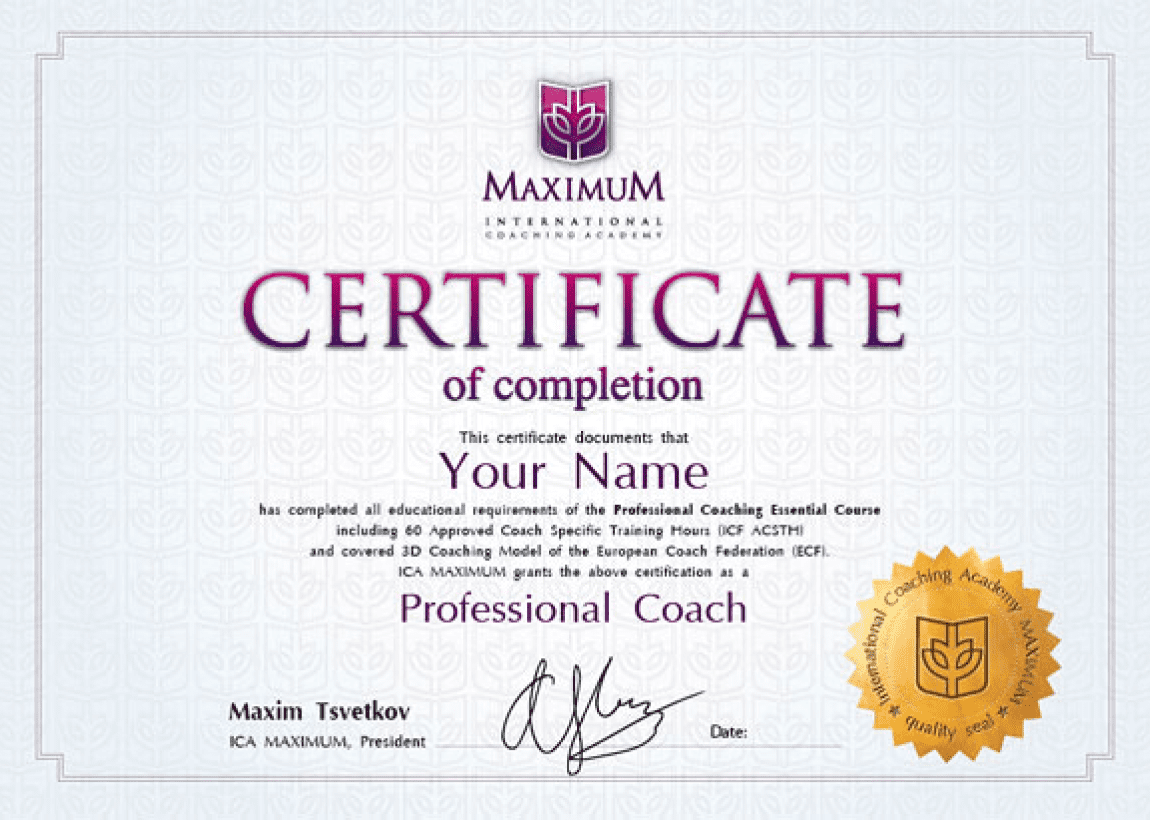 MAXIMUM
INTERNATIONAL
COACHING ACADEMY
CERTIFICATE
of completion
This certificate documents that
Your Name
has completed all educational requirements of the Professional Coaching Essential Course
including 60 Approved Coach Specific Training Hours (ICF ACSTH)
and covered 3D Coaching Model of the European Coach Federation (ECF).
ICA MAXIMUM grants the above certification as a
Professional Coach
International Coaching Academy MAXIMUM
* quality seal *
Maxim Tsvetkov
ICA MAXIMUM, President
Date: